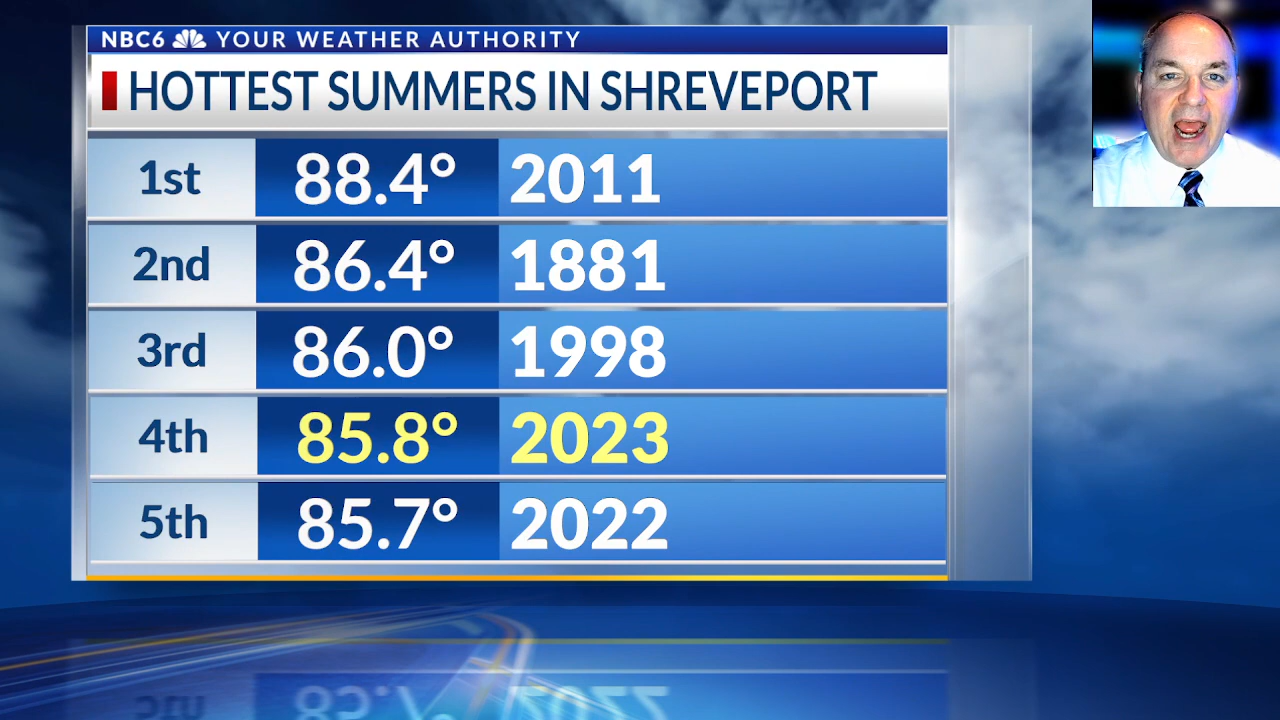 NBC6 YOUR WEATHER AUTHORITY
HOTTEST SUMMERS IN SHREVEPORT
1st 88.4° 2011
2nd 86.4° 1881
3rd 86.0° 1998
4th 85.8° 2023
5th 85.7° 2022